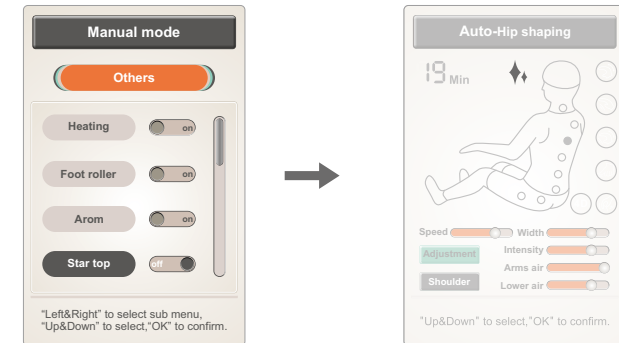 Manual mode
Others
Heating
on
Foot roller
on
Arom
on
Star top
off
“Left&Right” to select sub menu,
“Up&Down” to select,“OK” to confirm.
Auto-Hip shaping
19 Min
Speed
Width
Adjustment
Intensity
Arms air
Shoulder
Lower air
“Up&Down” to select,“OK” to confirm.